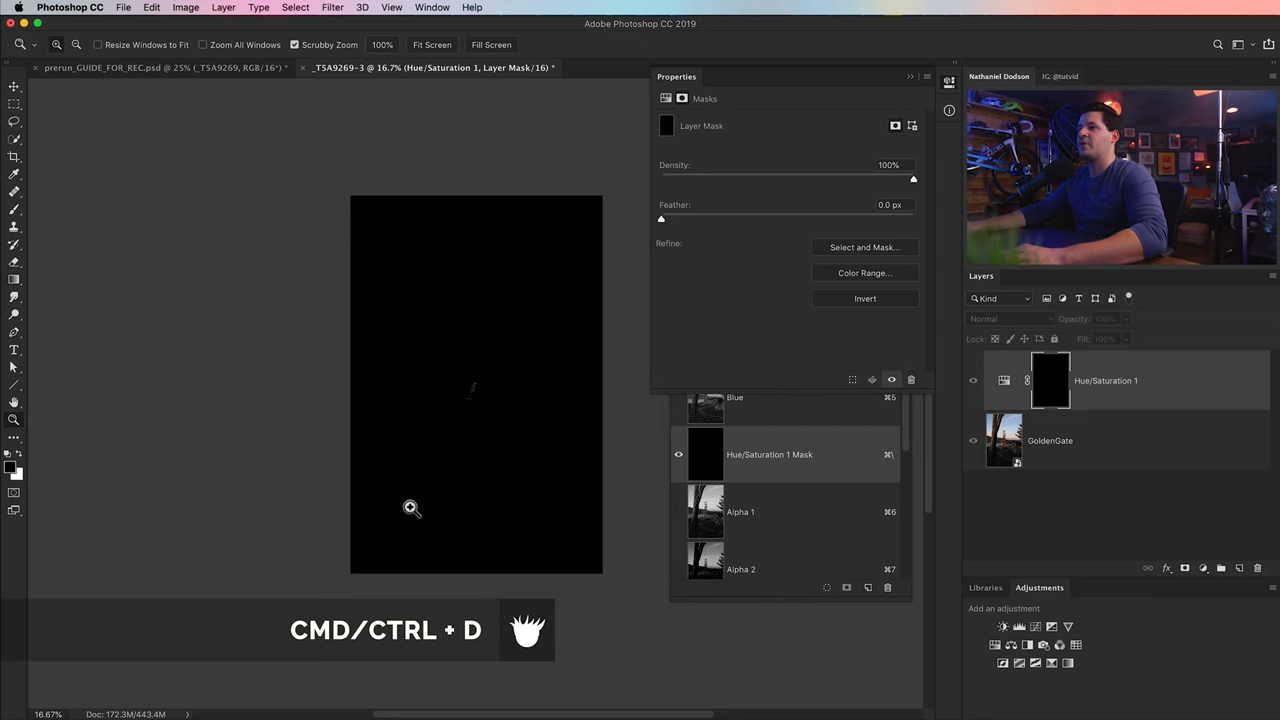 Photoshop CC File Edit Image Layer Type Select Filter 3D View Window Help
Adobe Photoshop CC 2019
Resize Windows to Fit Zoom All Windows Scrubby Zoom 100% Fit Screen Fill Screen
× prerun_GUIDE_FOR_REC.psd @ 25% (_T5A9269, RGB/16*) * × _T5A9269-3 @ 16.7% (Hue/Saturation 1, Layer Mask/16) *
Properties
Masks
Layer Mask
Density: 100%
Feather: 0.0 px
Refine:
Select and Mask...
Color Range...
Invert
Blue ⌘5
Hue/Saturation 1 Mask ⌘\
Alpha 1 ⌘6
Alpha 2 ⌘7
Nathaniel Dodson IG: @tutvid
Layers
Kind
Normal Opacity: 100%
Lock: Fill: 100%
Hue/Saturation 1
GoldenGate
fx
Libraries Adjustments
Add an adjustment
CMD/CTRL + D
16.67% Doc: 172.3M/443.4M